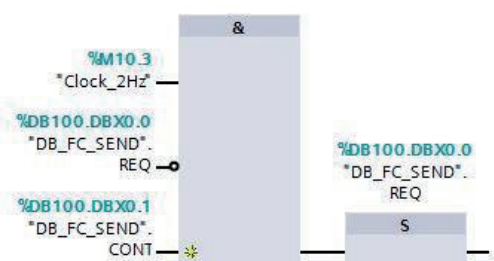 &
%M10.3
"Clock_2Hz"
%DB100.DBX0.0
"DB_FC_SEND".
REQ
%DB100.DBX0.1
"DB_FC_SEND".
CONT
%DB100.DBX0.0
"DB_FC_SEND".
REQ
S